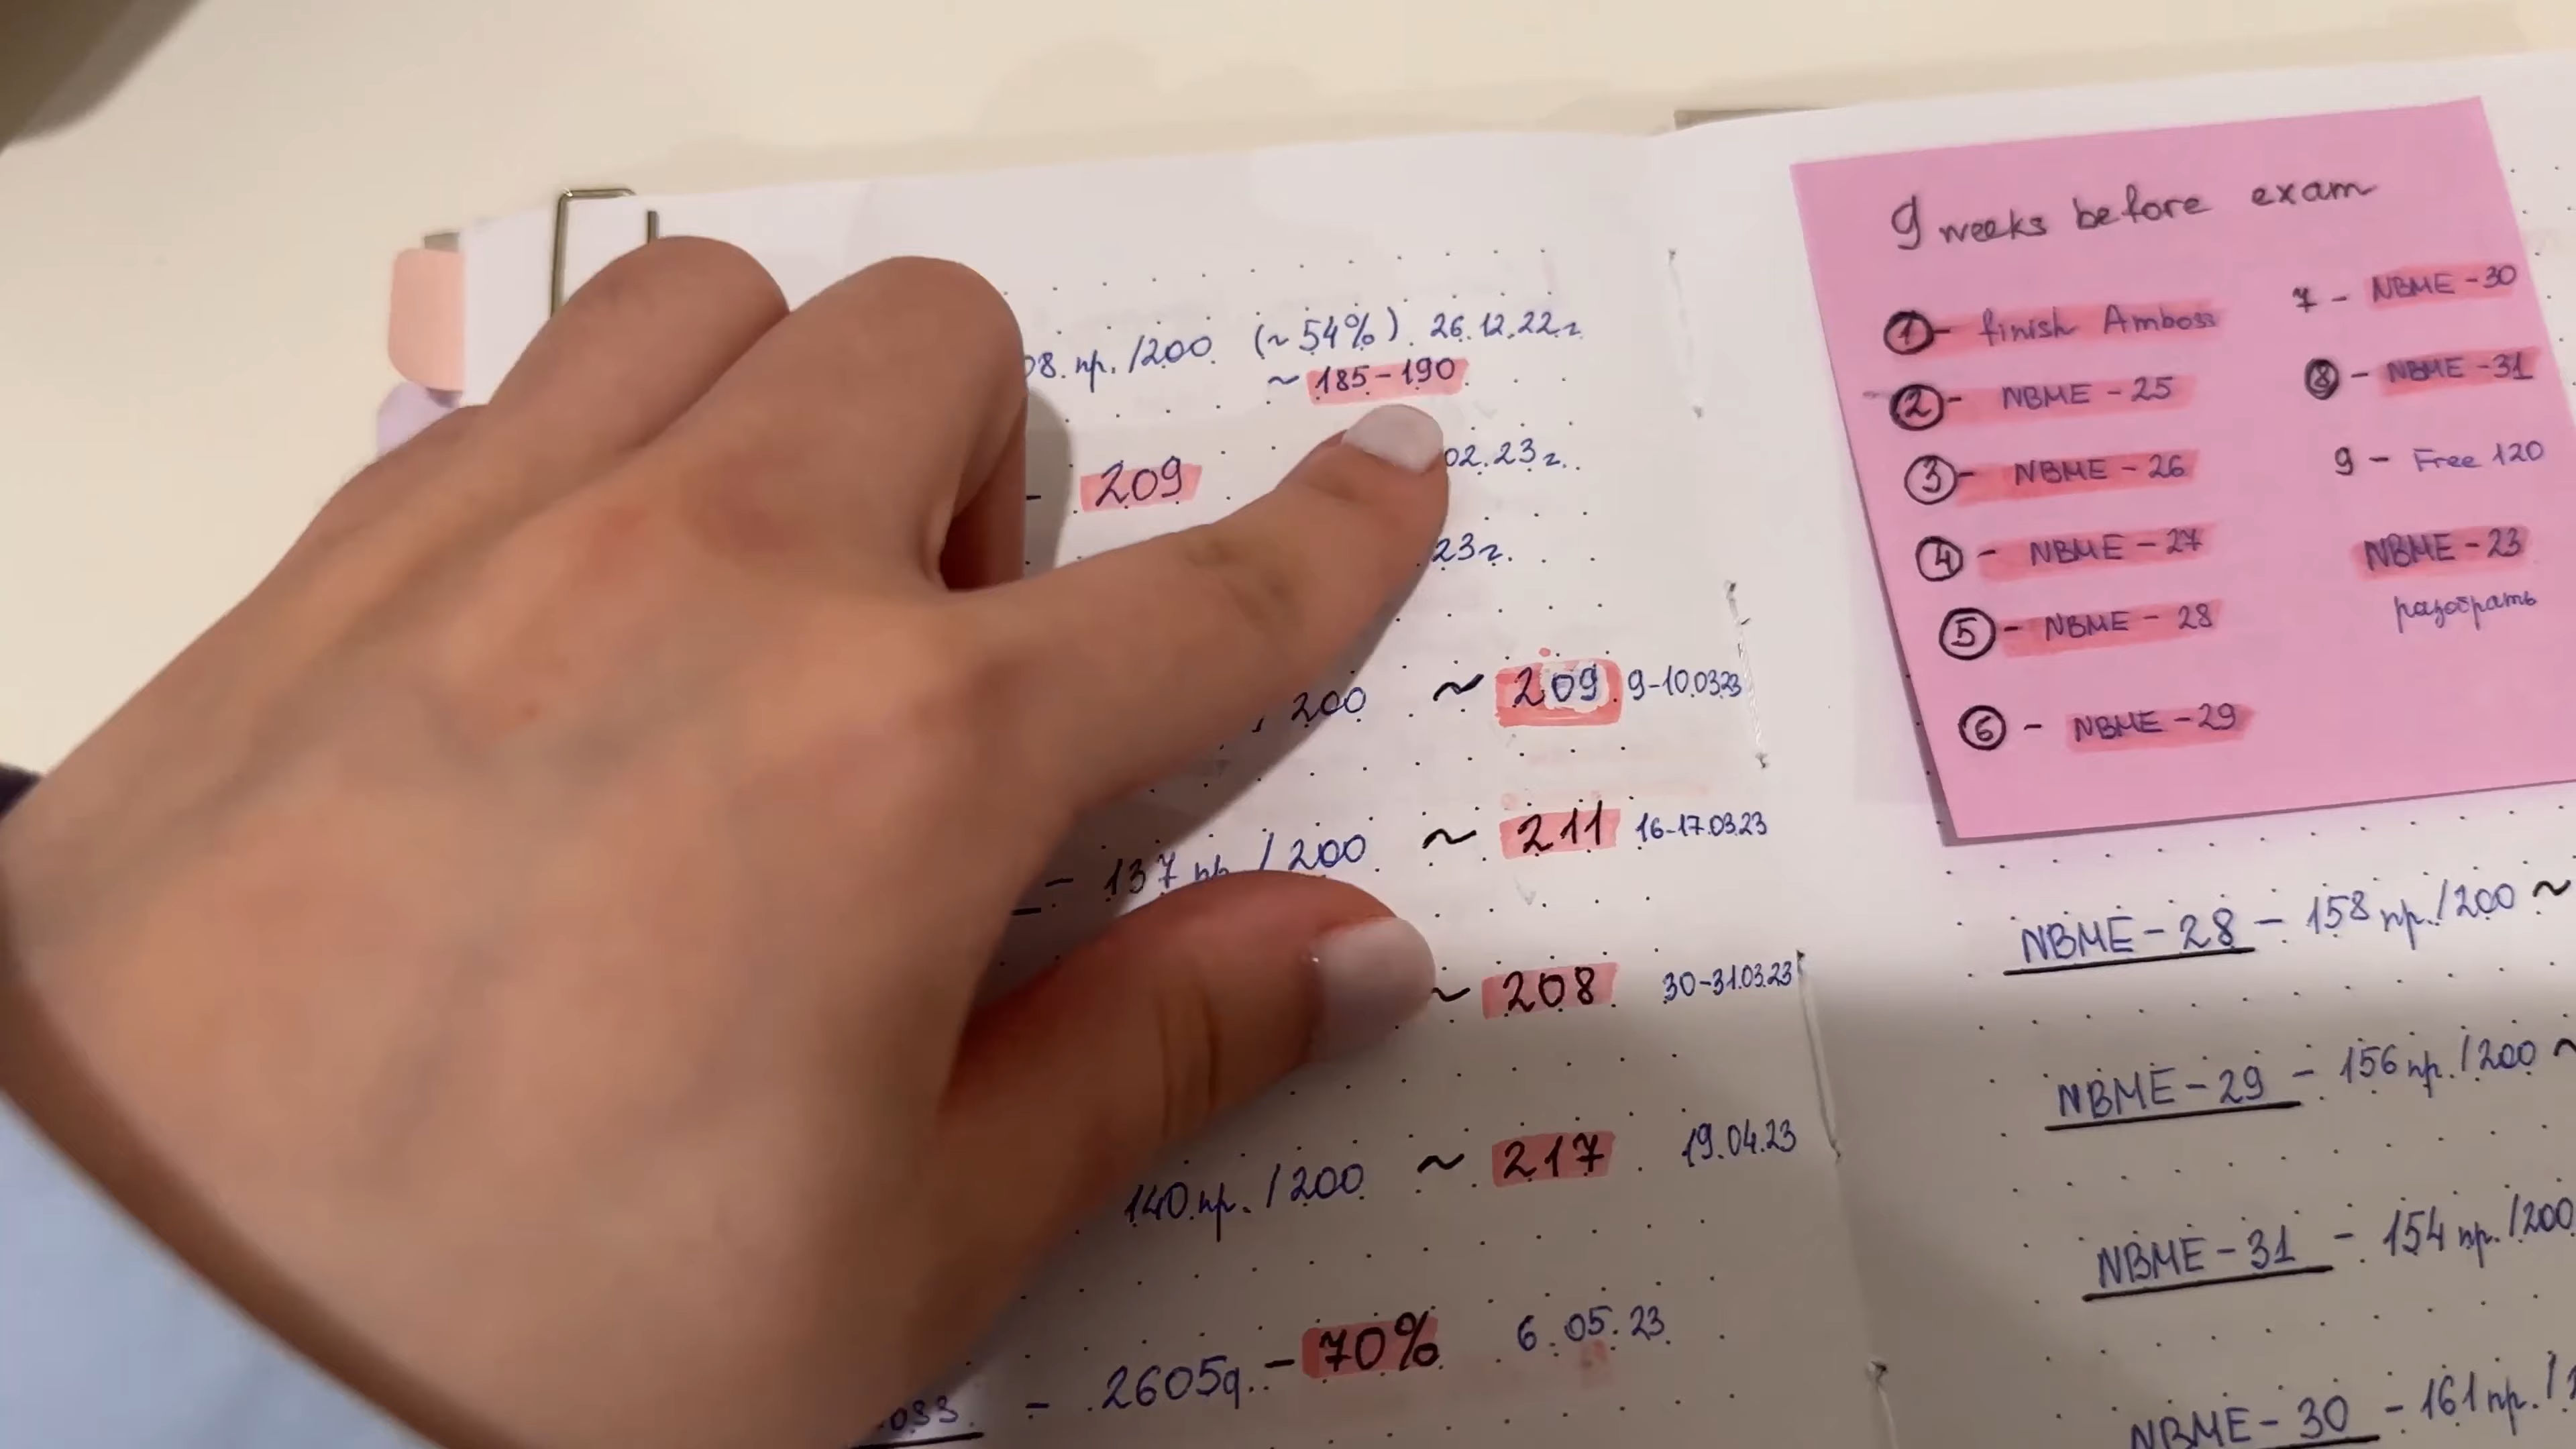 пр. /200 (~54%) 26.12.22г
~ 185-190
- 209 02.23г.
23г.
200 ~ 209 9-10.03.23
- 137 пр. /200 ~ 211 16-17.03.23
~ 208 30-31.03.23
140 пр. /200 ~ 217 19.04.23
- 2605q. - 70% 6.05.23
9 weeks before exam
1 - finish Amboss
2 - NBME - 25
3 - NBME - 26
4 - NBME - 27
5 - NBME - 28
6 - NBME - 29
7 - NBME - 30
8 - NBME - 31
9 - Free 120
NBME - 23
разобрать
NBME - 28 - 158 пр. /200 ~
NBME - 29 - 156 пр. /200 ~
NBME - 31 - 154 пр. /200
NBME - 30 - 161 пр. /